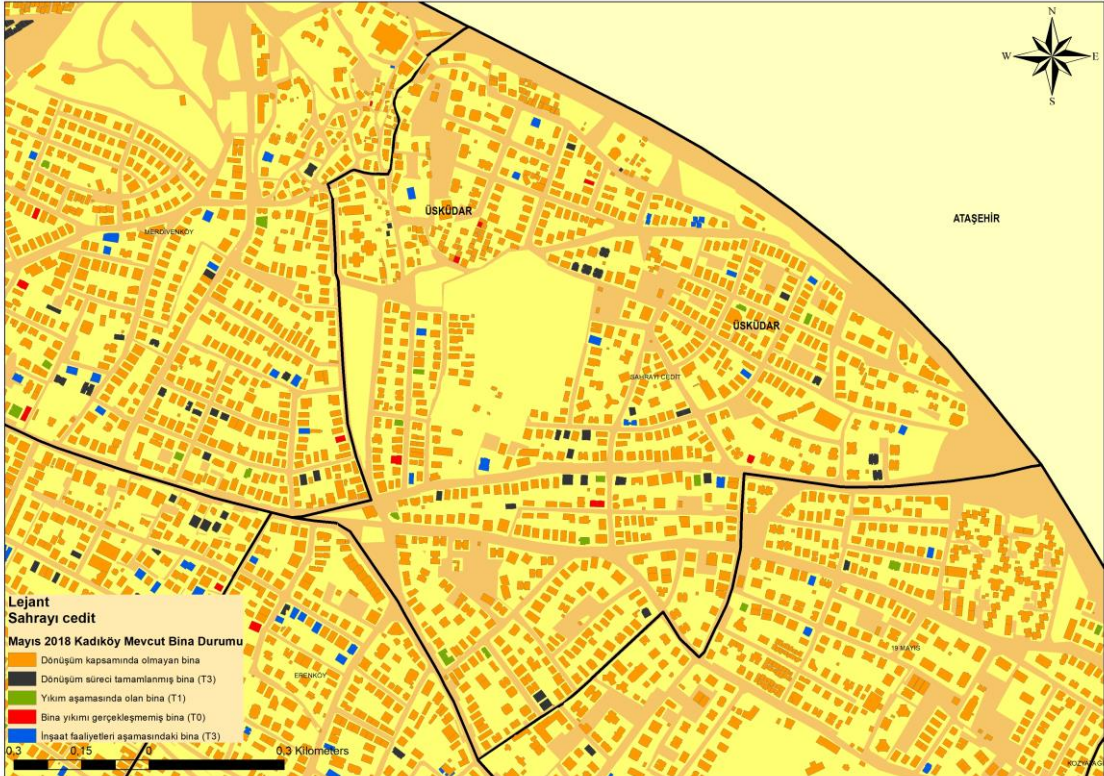 N
W
E
S
ÜSKÜDAR
ATAŞEHİR
MERDİVENKÖY
ÜSKÜDAR
SAHRAYI CEDİT
19 MAYIS
ERENKÖY
Lejant
Sahrayı cedit
Mayıs 2018 Kadıköy Mevcut Bina Durumu
Dönüşüm kapsamında olmayan bina
Dönüşüm süreci tamamlanmış bina (T3)
Yıkım aşamasında olan bina (T1)
Bina yıkımı gerçekleşmemiş bina (T0)
İnşaat faaliyetleri aşamasındaki bina (T3)
0.3 0.15 0 0.3 Kilometers